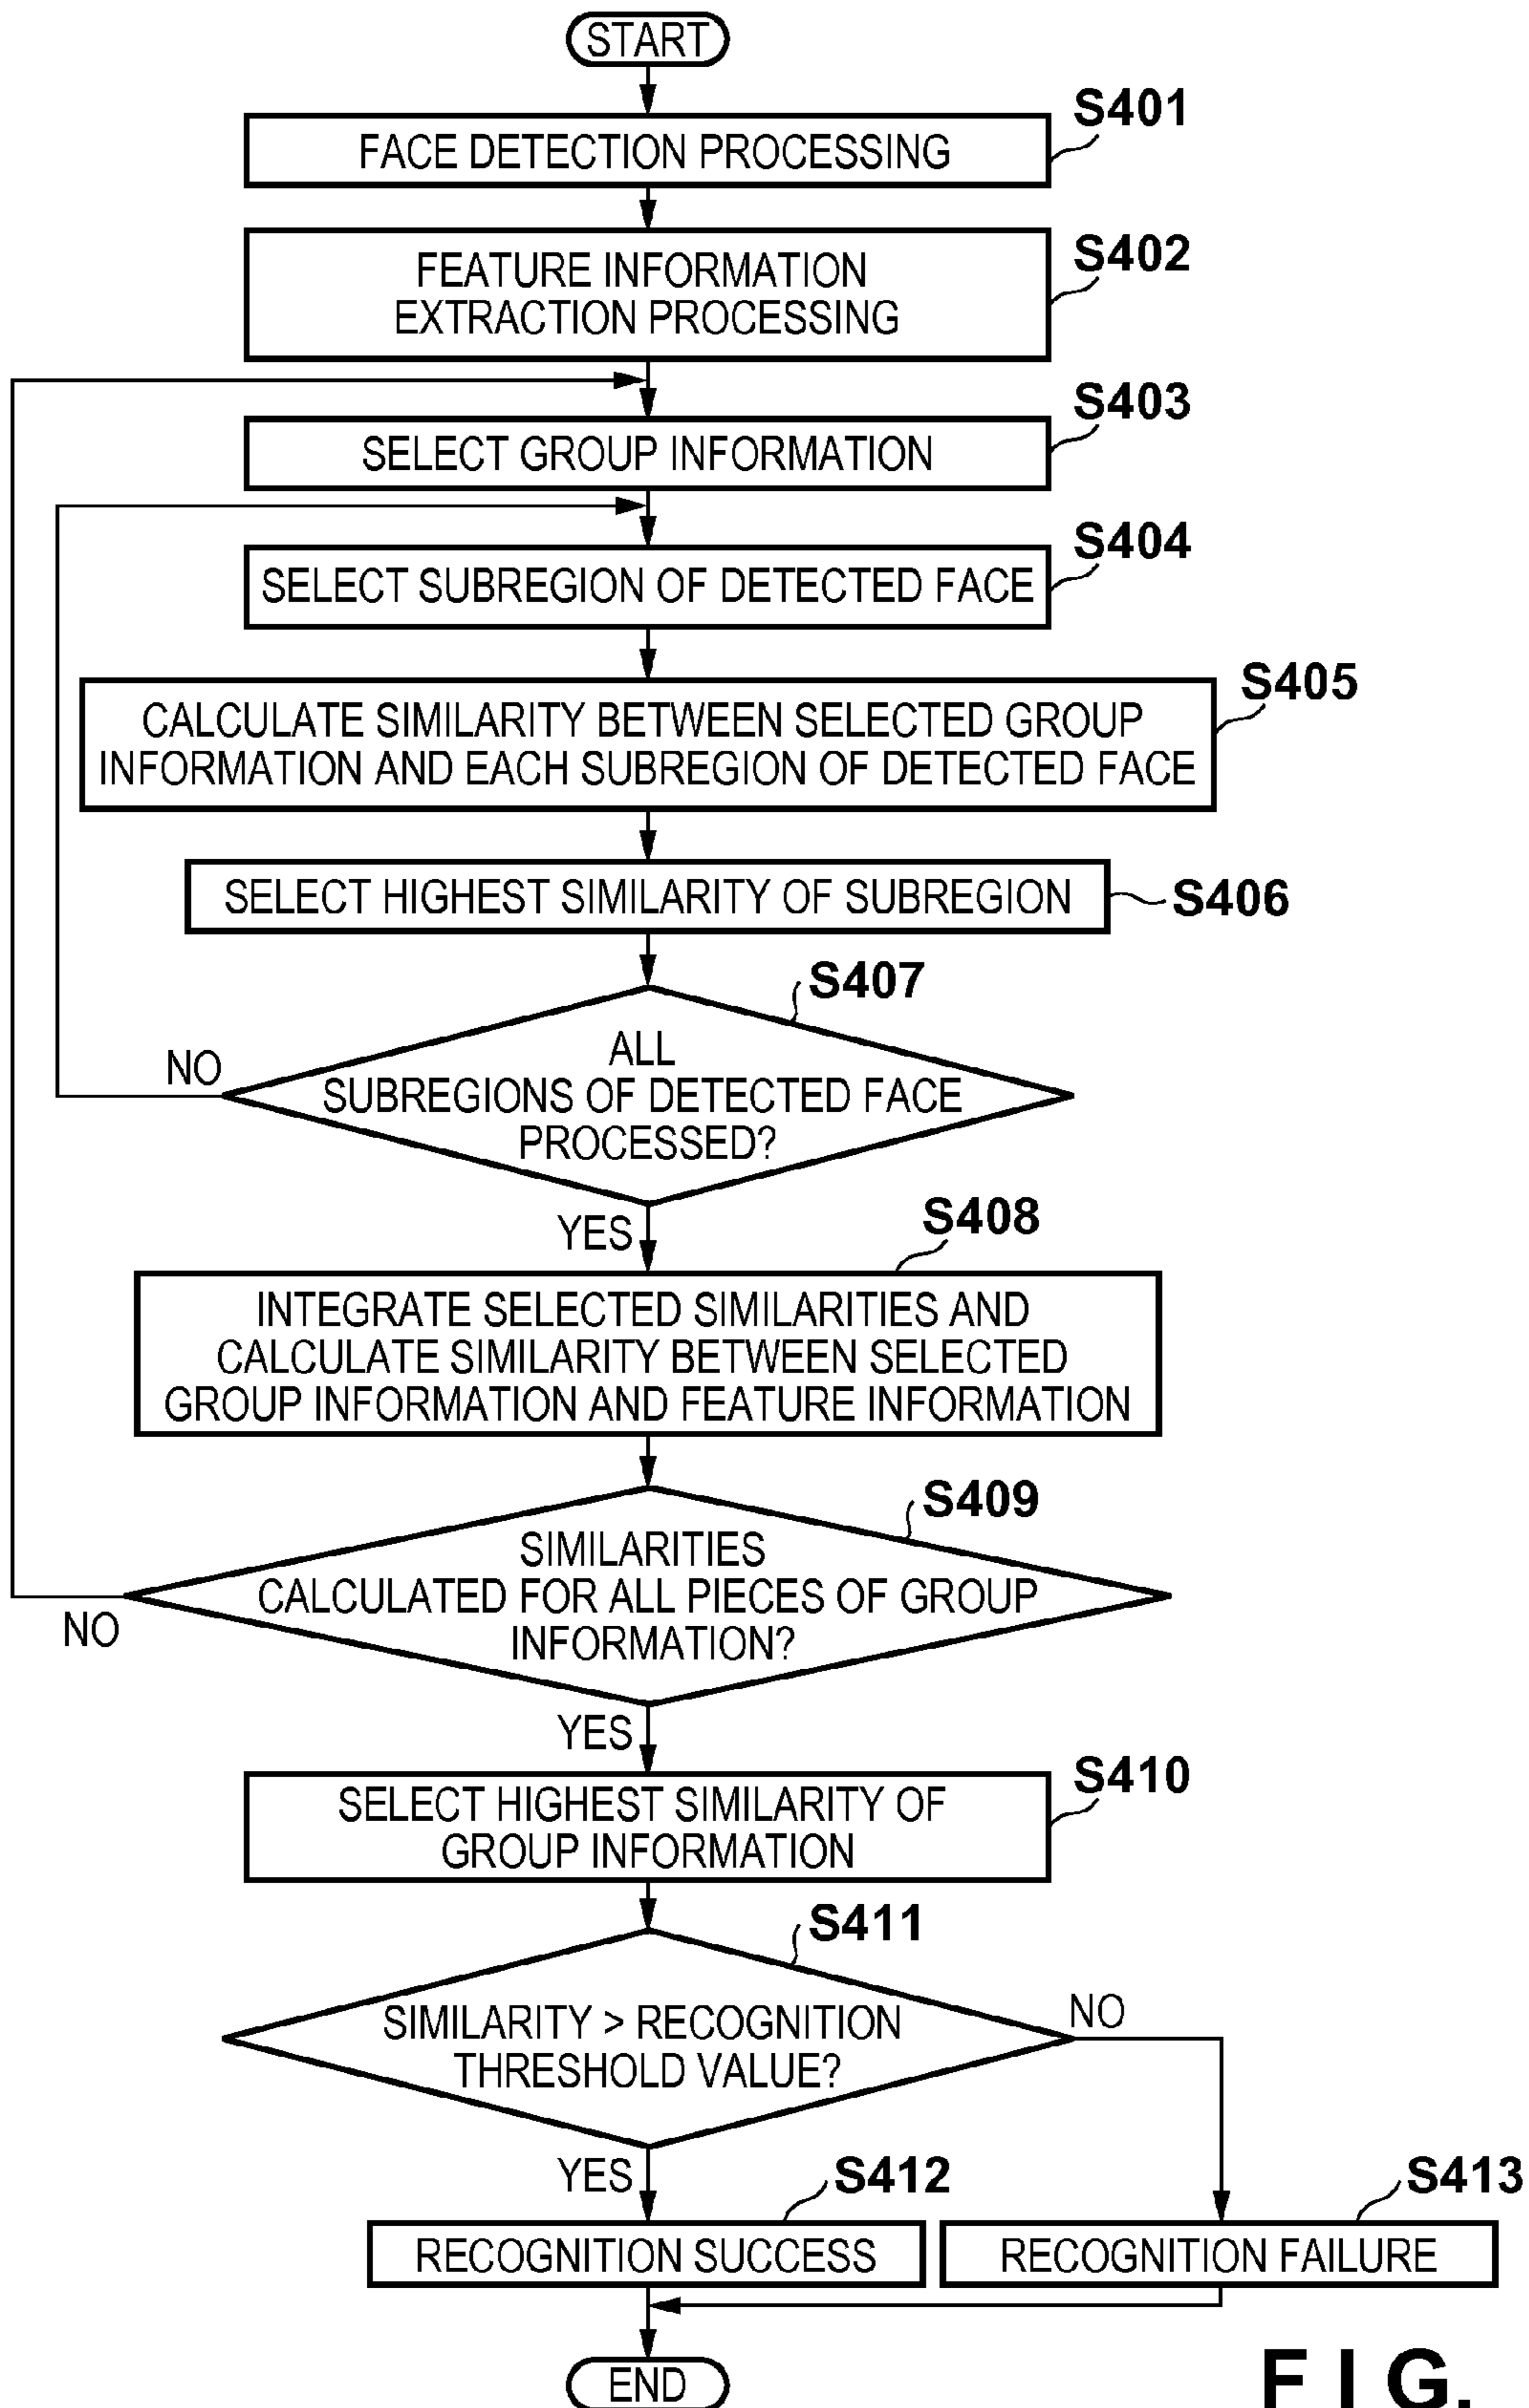 START
S401
FACE DETECTION PROCESSING
S402
FEATURE INFORMATION
EXTRACTION PROCESSING
S403
SELECT GROUP INFORMATION
S404
SELECT SUBREGION OF DETECTED FACE
S405
CALCULATE SIMILARITY BETWEEN SELECTED GROUP
INFORMATION AND EACH SUBREGION OF DETECTED FACE
SELECT HIGHEST SIMILARITY OF SUBREGION
S406
S407
ALL
SUBREGIONS OF DETECTED FACE
PROCESSED?
NO
YES
S408
INTEGRATE SELECTED SIMILARITIES AND
CALCULATE SIMILARITY BETWEEN SELECTED
GROUP INFORMATION AND FEATURE INFORMATION
S409
SIMILARITIES
CALCULATED FOR ALL PIECES OF GROUP
INFORMATION?
NO
YES
S410
SELECT HIGHEST SIMILARITY OF
GROUP INFORMATION
S411
SIMILARITY > RECOGNITION
THRESHOLD VALUE?
NO
YES
S412
S413
RECOGNITION SUCCESS
RECOGNITION FAILURE
END
FIG.